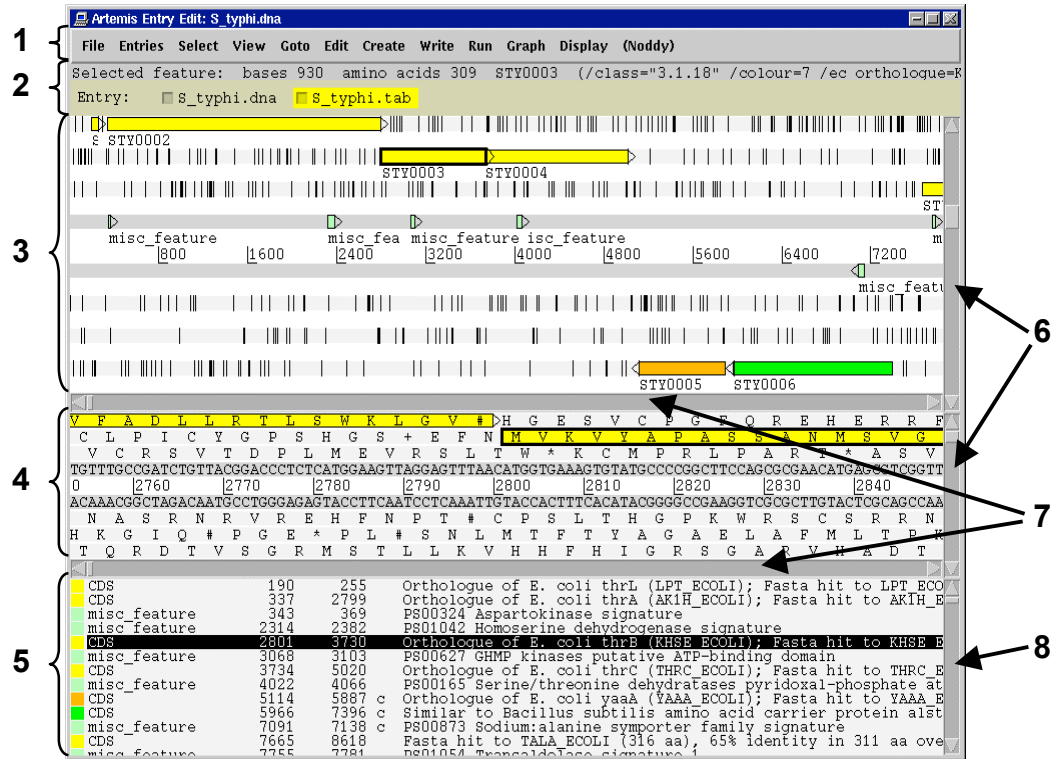 Artemis Entry Edit: S_typhi.dna
1
File Entries Select View Goto Edit Create Write Run Graph Display (Noddy)
2
Selected feature: bases 930 amino acids 309 STY0003 (/class="3.1.18" /colour=7 /ec orthologue=K
Entry: S_typhi.dna S_typhi.tab
S STY0002
STY0003 STY0004
STY
3
misc_feature misc_fea misc_feature isc_feature m
800 1600 2400 3200 4000 4800 5600 6400 7200
misc_featu
6
STY0005 STY0006
4
V F A D L L R T L S W K L G V # H G E S V C P G F Q R E H E R R F
C L P I C Y G P S H G S + E F N M V K V Y A P A S S A N M S V G
V C R S V T D P L M E V R S L T W * K C M P R L P A R T * A S V
TGTTTGCCGATCTGTTACGGACCCTCTCATGGAAGTTAGGAGTTTAACATGGTGAAAGTGTATGCCCCGGCTTCCAGCGCGAACATGAGCGTCGGTT
0 2760 2770 2780 2790 2800 2810 2820 2830 2840
ACAAACGGCTAGACAATGCCTGGGAGAGTACCTTCAATCCTCAAATTGTACCACTTTCACATACGGGGCCGAAGGTCGCGCTTGTACTCGCAGCCAA
N A S R N R V R E H F N P T # C P S L T H G P K W R S C S R R N
H K G I Q # P G E * P L # S N L M T F T Y A G A E L A F M L T P K
T Q R D T V S G R M S T L L K V H H F H I G R S G A R V H A D T
7
5
CDS 190 255 Orthologue of E. coli thrL (LPT_ECOLI); Fasta hit to LPT_ECO
CDS 337 2799 Orthologue of E. coli thrA (AK1H_ECOLI); Fasta hit to AK1H_E
misc_feature 343 369 PS00324 Aspartokinase signature
misc_feature 2314 2382 PS01042 Homoserine dehydrogenase signature
CDS 2801 3730 Orthologue of E. coli thrB (KHSE_ECOLI); Fasta hit to KHSE_E
misc_feature 3068 3103 PS00627 GHMP kinases putative ATP-binding domain
CDS 3734 5020 Orthologue of E. coli thrC (THRC_ECOLI); Fasta hit to THRC_E
misc_feature 4022 4066 PS00165 Serine/threonine dehydratases pyridoxal-phosphate at
CDS 5114 5887 c Orthologue of E. coli yaaA (YAAA_ECOLI); Fasta hit to YAAA_E
CDS 5966 7396 c Similar to Bacillus subtilis amino acid carrier protein alst
misc_feature 7091 7138 c PS00873 Sodium:alanine symporter family signature
CDS 7665 8618 Fasta hit to TALA_ECOLI (316 aa), 65% identity in 311 aa ove
misc_feature 7755 7781 PS01054 Transaldolase signature 1
8